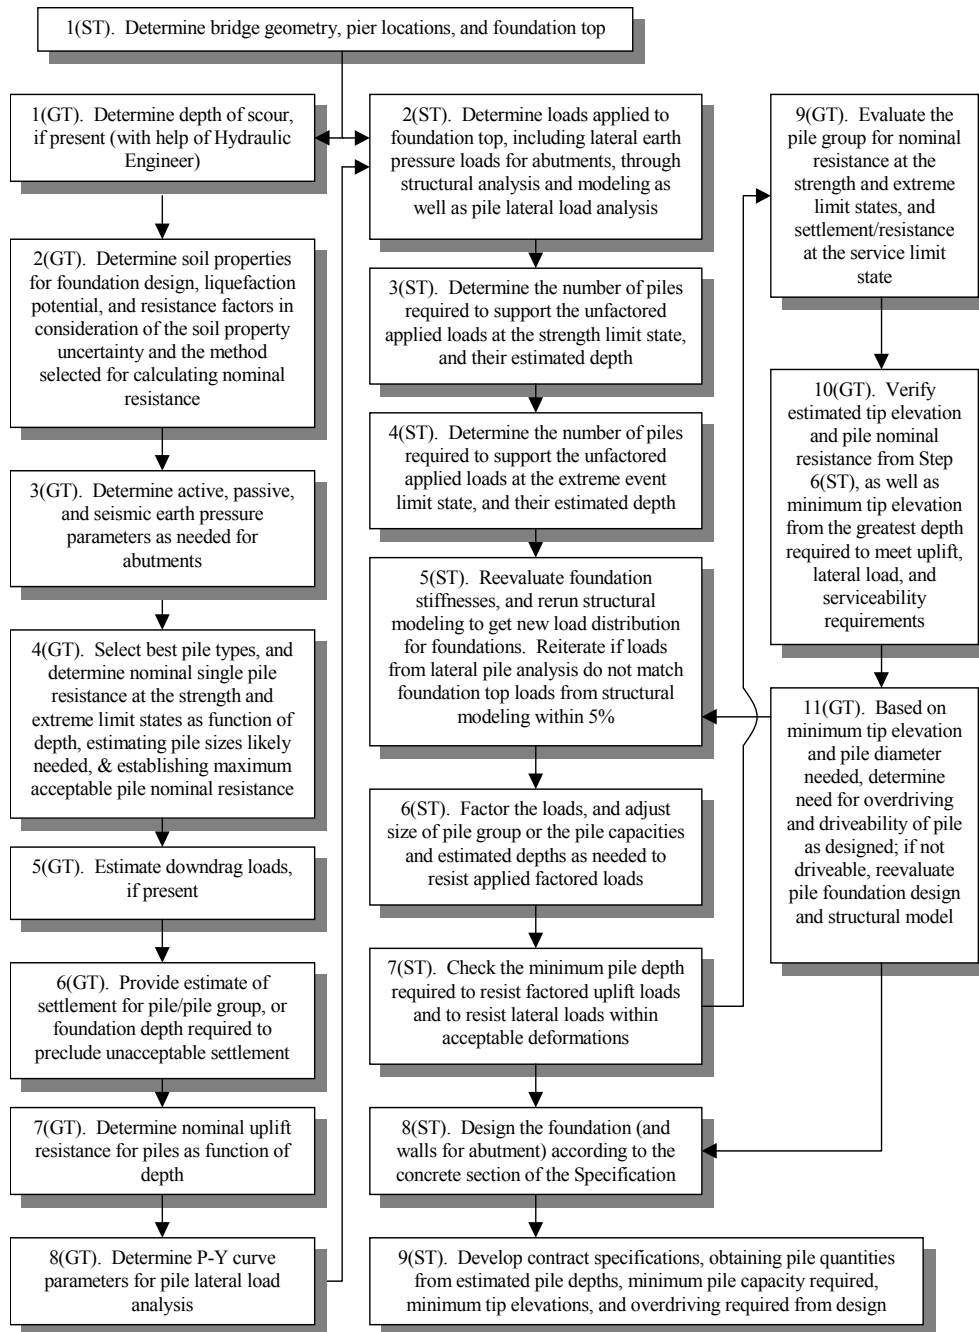 1(ST). Determine bridge geometry, pier locations, and foundation top
1(GT). Determine depth of scour,
if present (with help of Hydraulic
Engineer)
2(GT). Determine soil properties
for foundation design, liquefaction
potential, and resistance factors in
consideration of the soil property
uncertainty and the method
selected for calculating nominal
resistance
3(GT). Determine active, passive,
and seismic earth pressure
parameters as needed for
abutments
4(GT). Select best pile types, and
determine nominal single pile
resistance at the strength and
extreme limit states as function of
depth, estimating pile sizes likely
needed, & establishing maximum
acceptable pile nominal resistance
5(GT). Estimate downdrag loads,
if present
6(GT). Provide estimate of
settlement for pile/pile group, or
foundation depth required to
preclude unacceptable settlement
7(GT). Determine nominal uplift
resistance for piles as function of
depth
8(GT). Determine P-Y curve
parameters for pile lateral load
analysis
2(ST). Determine loads applied to
foundation top, including lateral earth
pressure loads for abutments, through
structural analysis and modeling as
well as pile lateral load analysis
3(ST). Determine the number of piles
required to support the unfactored
applied loads at the strength limit state,
and their estimated depth
4(ST). Determine the number of piles
required to support the unfactored
applied loads at the extreme event
limit state, and their estimated depth
5(ST). Reevaluate foundation
stiffnesses, and rerun structural
modeling to get new load distribution
for foundations. Reiterate if loads
from lateral pile analysis do not match
foundation top loads from structural
modeling within 5%
6(ST). Factor the loads, and adjust
size of pile group or the pile capacities
and estimated depths as needed to
resist applied factored loads
7(ST). Check the minimum pile depth
required to resist factored uplift loads
and to resist lateral loads within
acceptable deformations
8(ST). Design the foundation (and
walls for abutment) according to the
concrete section of the Specification
9(ST). Develop contract specifications, obtaining pile quantities
from estimated pile depths, minimum pile capacity required,
minimum tip elevations, and overdriving required from design
9(GT). Evaluate the
pile group for nominal
resistance at the
strength and extreme
limit states, and
settlement/resistance
at the service limit
state
10(GT). Verify
estimated tip elevation
and pile nominal
resistance from Step
6(ST), as well as
minimum tip elevation
from the greatest depth
required to meet uplift,
lateral load, and
serviceability
requirements
11(GT). Based on
minimum tip elevation
and pile diameter
needed, determine
need for overdriving
and driveability of pile
as designed; if not
driveable, reevaluate
pile foundation design
and structural model